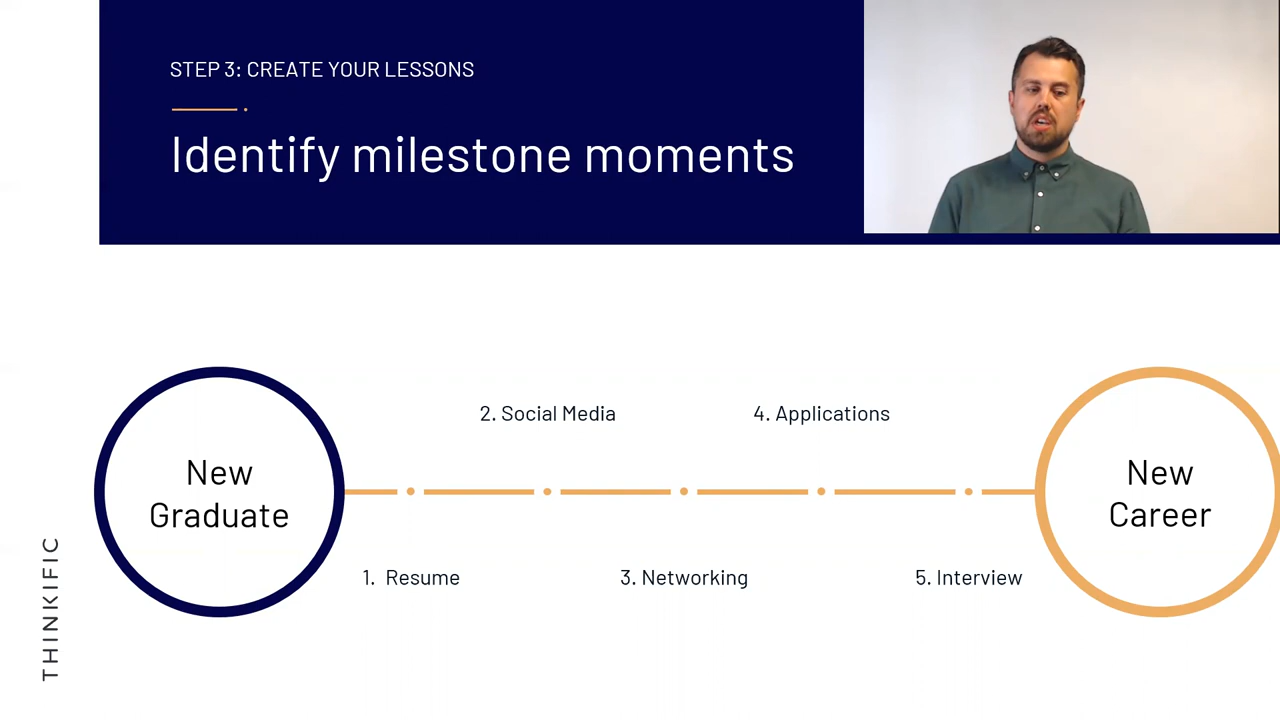 STEP 3: CREATE YOUR LESSONS
Identify milestone moments
2. Social Media
4. Applications
New
Graduate
New
Career
1. Resume
3. Networking
5. Interview
THINKIFIC